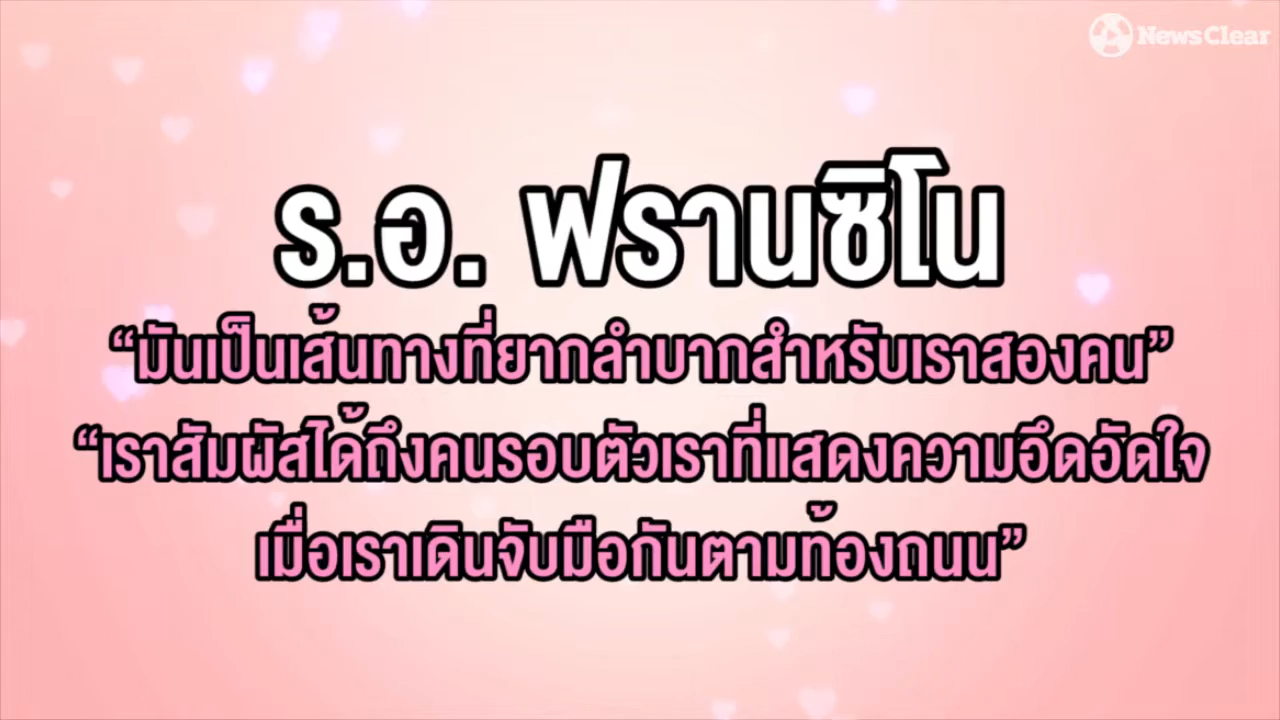 NewsClear
ร.อ. ฟรานซิโน
“มันเป็นเส้นทางที่ยากลำบากสำหรับเราสองคน”
“เราสัมผัสได้ถึงคนรอบตัวเราที่แสดงความอึดอัดใจ
เมื่อเราเดินจับมือกันตามท้องถนน”